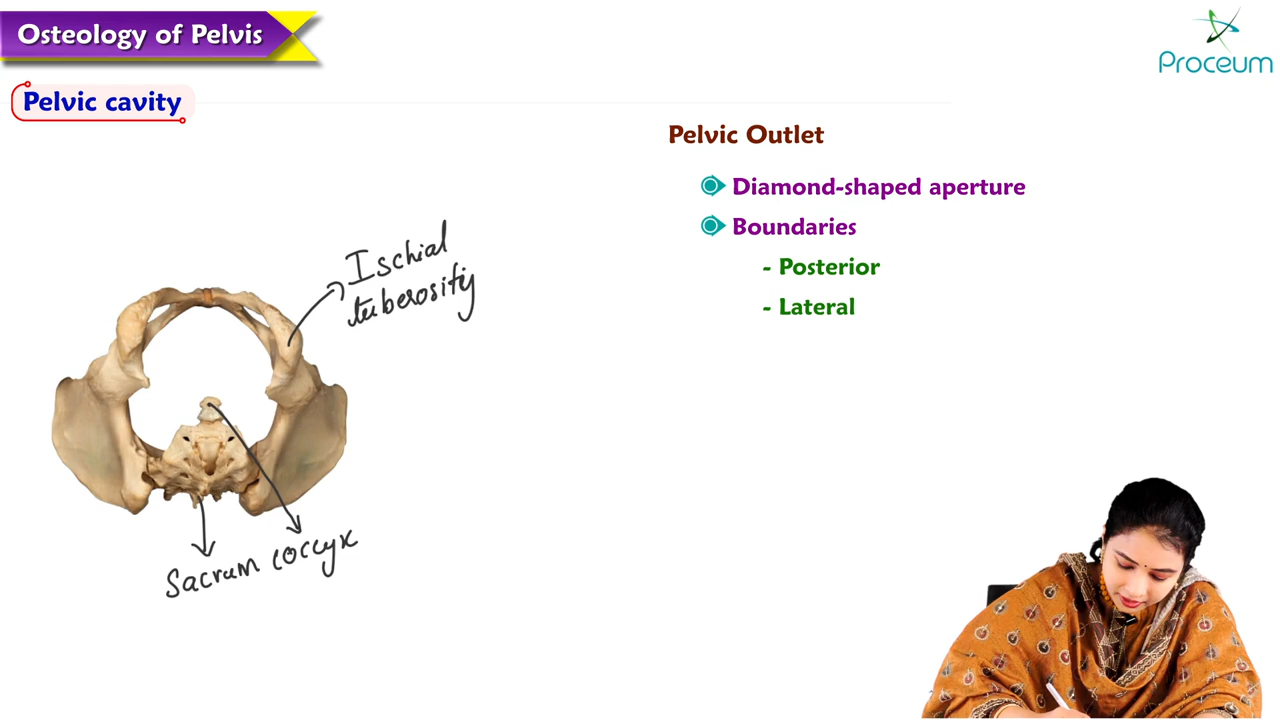 Osteology of Pelvis
Proceum
Pelvic cavity
Pelvic Outlet
Diamond-shaped aperture
Boundaries
- Posterior
- Lateral
Ischial
tuberosity
Sacrum coccyx